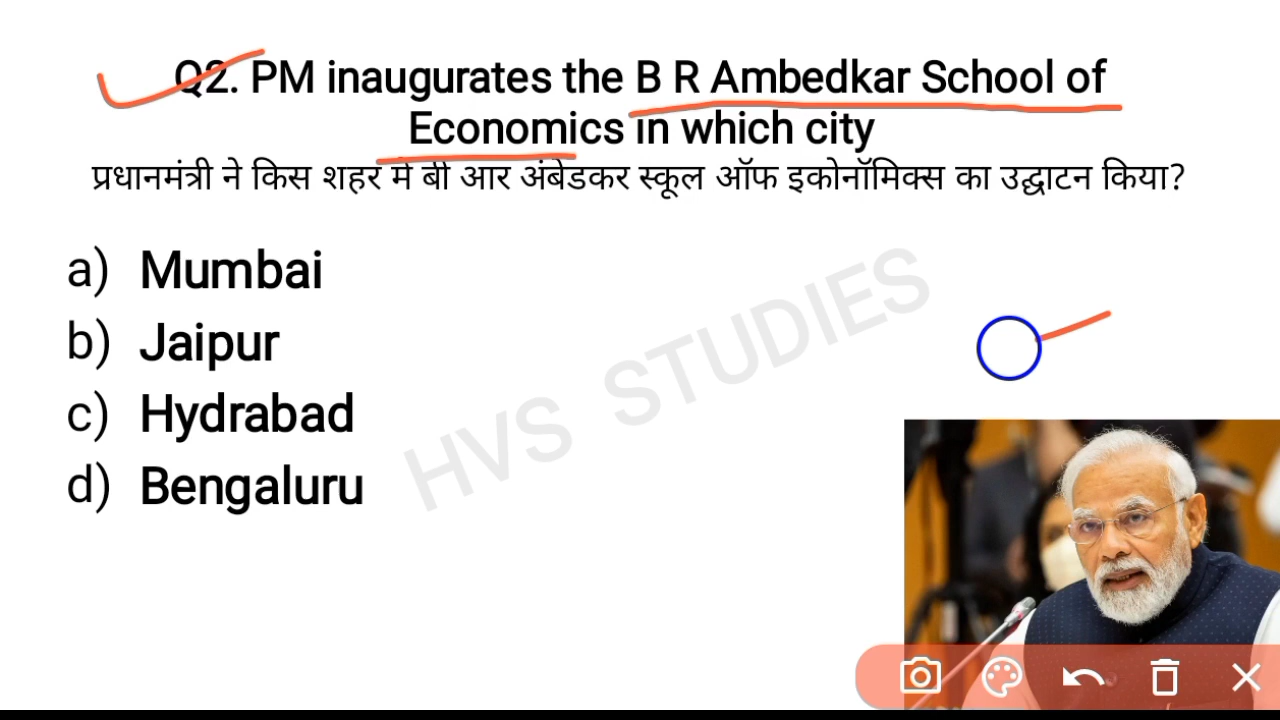 Q2. PM inaugurates the B R Ambedkar School of
Economics in which city
प्रधानमंत्री ने किस शहर में बी आर अंबेडकर स्कूल ऑफ इकोनॉमिक्स का उद्घाटन किया?
a) Mumbai
b) Jaipur
c) Hydrabad
d) Bengaluru
HVS STUDIES